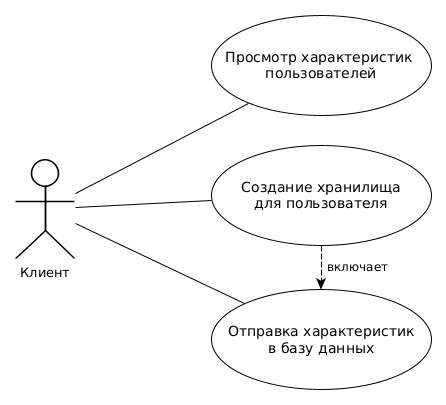 Просмотр характеристик
пользователей
Создание хранилища
для пользователя
включает
Клиент
Отправка характеристик
в базу данных